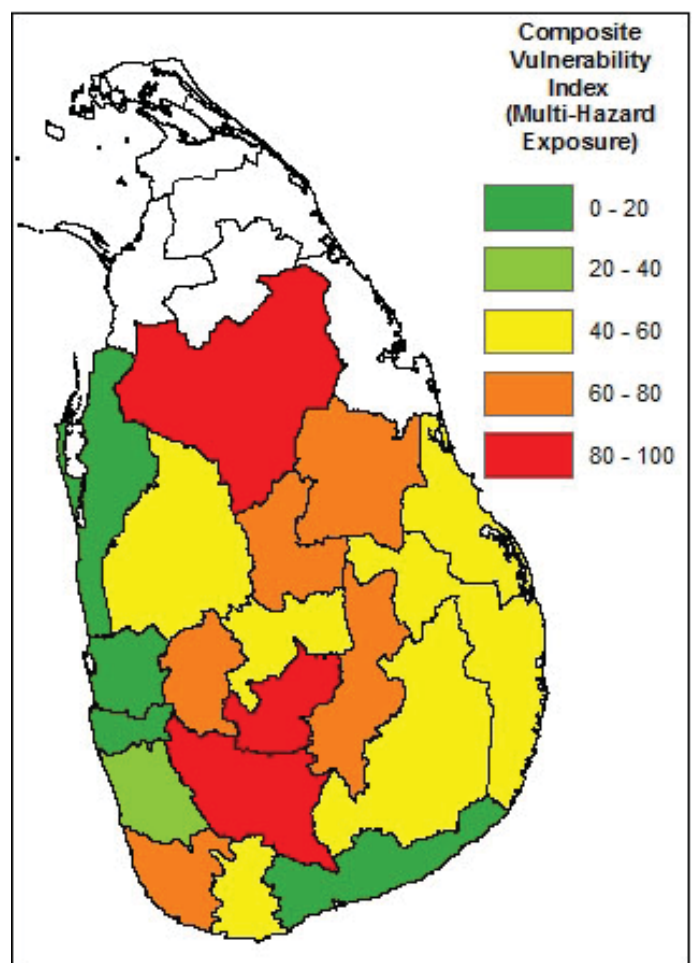 Composite
Vulnerability
Index
(Multi-Hazard
Exposure)
0 - 20
20 - 40
40 - 60
60 - 80
80 - 100